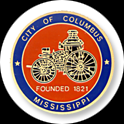 CITY OF COLUMBUS
FOUNDED 1821
MISSISSIPPI